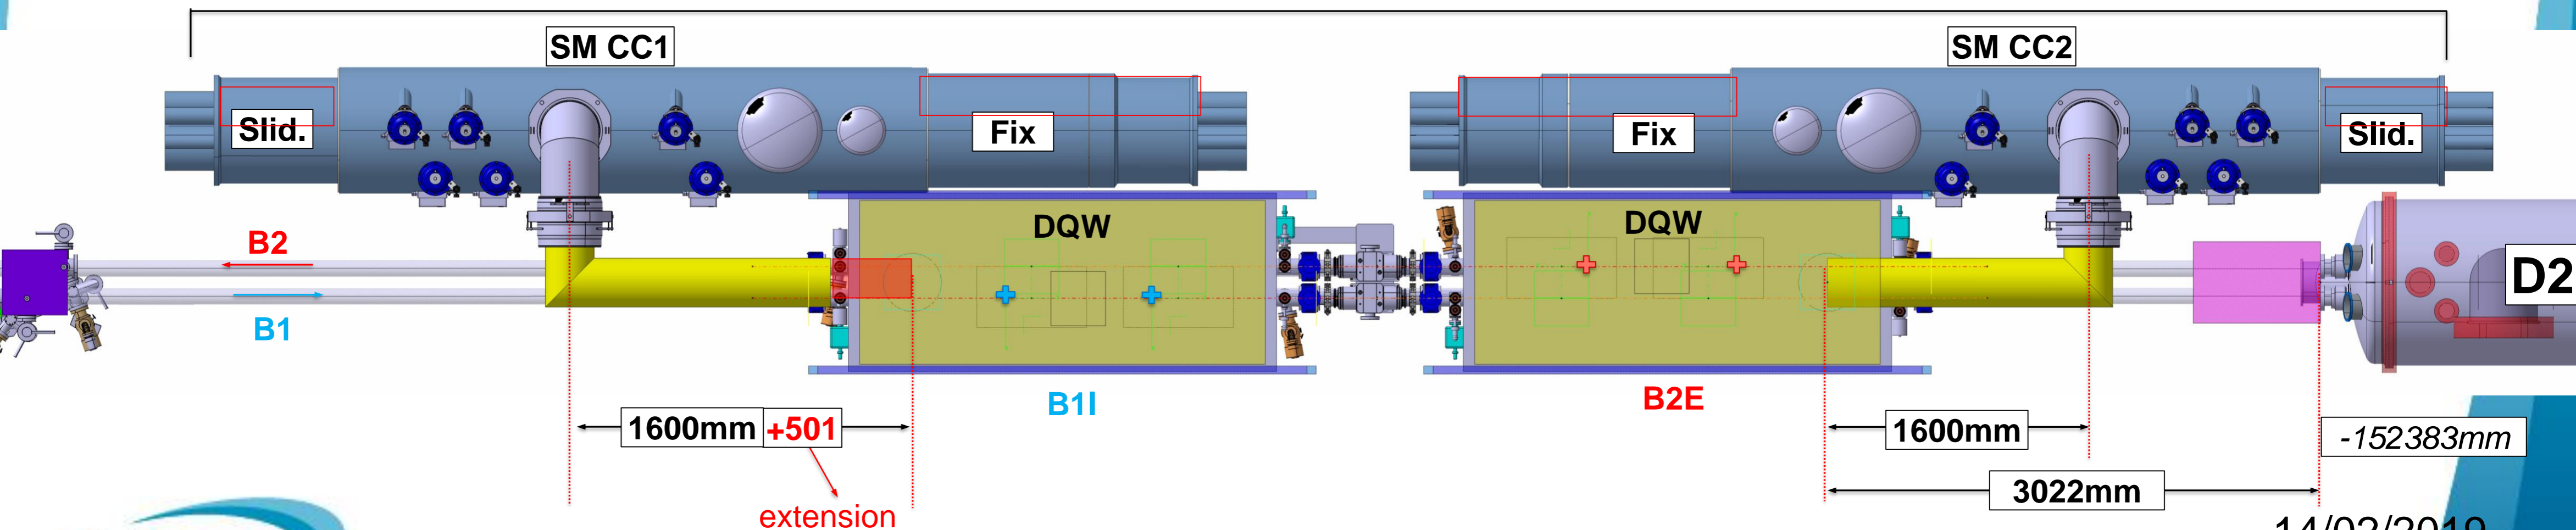 SM CC1
SM CC2
Slid.
Fix
Fix
Slid.
DQW
DQW
B2
B1
D2
B1I
B2E
1600mm +501
1600mm
-152383mm
3022mm
extension